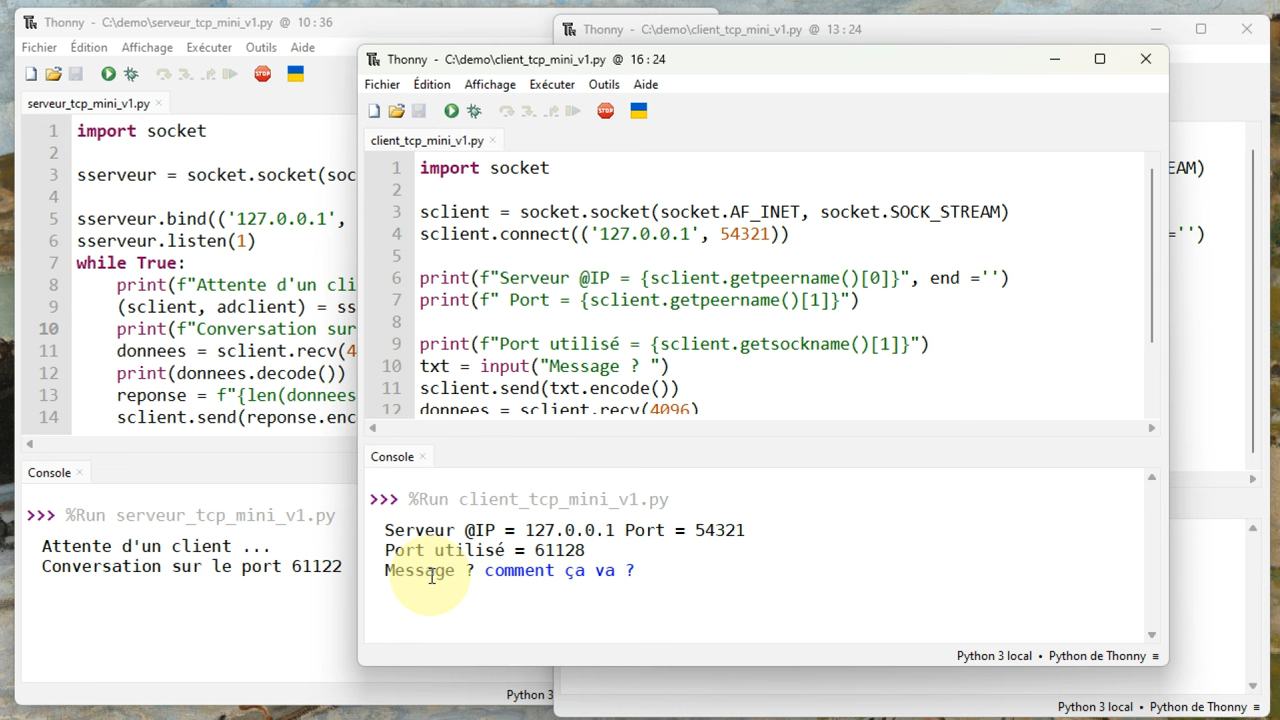 Thonny - C:\demo\serveur_tcp_mini_v1.py @ 10:36
Fichier Édition Affichage Exécuter Outils Aide
STOP
serveur_tcp_mini_v1.py ×
1 import socket
2
3 sserveur = socket.socket(soc
4
5 sserveur.bind(('127.0.0.1',
6 sserveur.listen(1)
7 while True:
8 print(f"Attente d'un cli
9 (sclient, adclient) = ss
10 print(f"Conversation sur
11 donnees = sclient.recv(4
12 print(donnees.decode())
13 reponse = f"{len(donnees
14 sclient.send(reponse.enc
Console ×
>>> %Run serveur_tcp_mini_v1.py
Attente d'un client ...
Conversation sur le port 61122
Python 3
Thonny - C:\demo\client_tcp_mini_v1.py @ 13:24
EAM)
='')
Python 3 local • Python de Thonny ≡
Thonny - C:\demo\client_tcp_mini_v1.py @ 16:24
Fichier Édition Affichage Exécuter Outils Aide
STOP
client_tcp_mini_v1.py ×
1 import socket
2
3 sclient = socket.socket(socket.AF_INET, socket.SOCK_STREAM)
4 sclient.connect(('127.0.0.1', 54321))
5
6 print(f"Serveur @IP = {sclient.getpeername()[0]}", end ='')
7 print(f" Port = {sclient.getpeername()[1]}")
8
9 print(f"Port utilisé = {sclient.getsockname()[1]}")
10 txt = input("Message ? ")
11 sclient.send(txt.encode())
12 donnees = sclient.recv(4096)
Console ×
>>> %Run client_tcp_mini_v1.py
Serveur @IP = 127.0.0.1 Port = 54321
Port utilisé = 61128
Message ? comment ça va ?
Python 3 local • Python de Thonny ≡